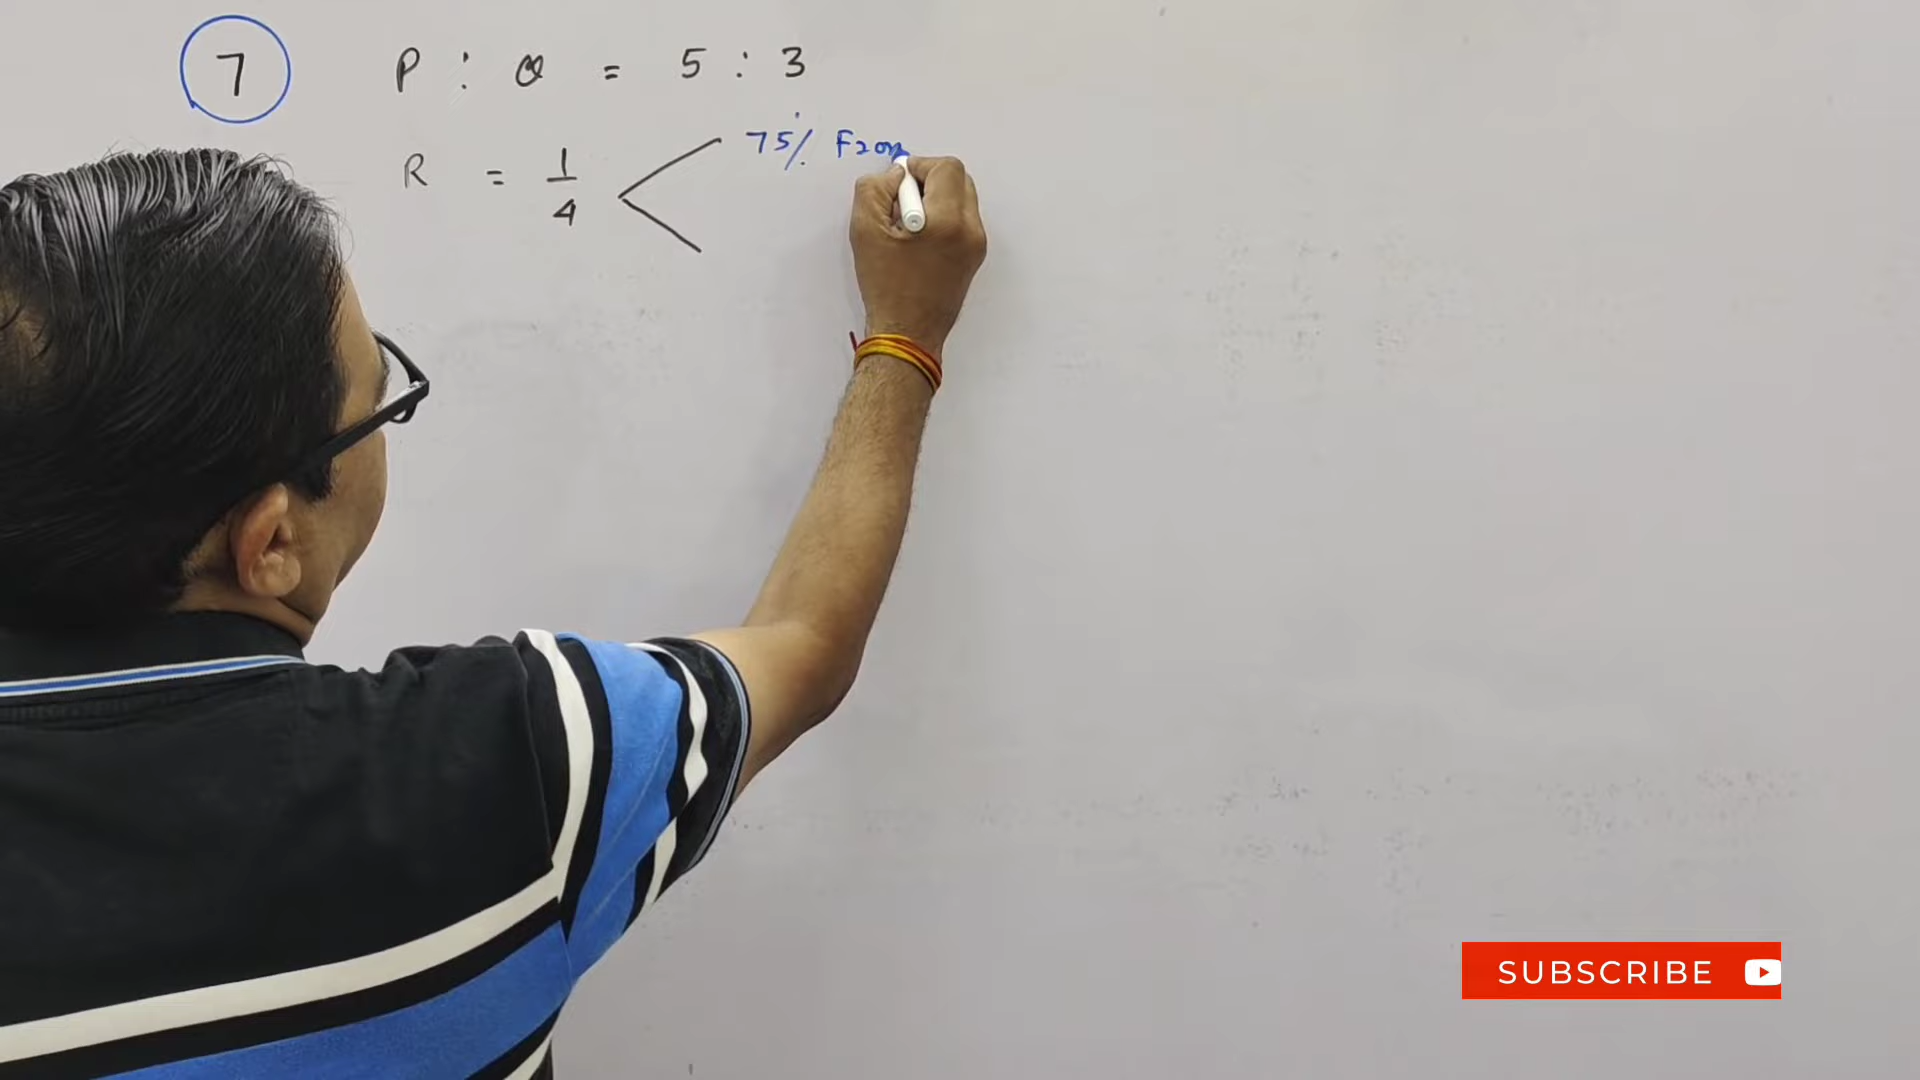 7 P : Q = 5 : 3
R = 1/4 75% From
SUBSCRIBE